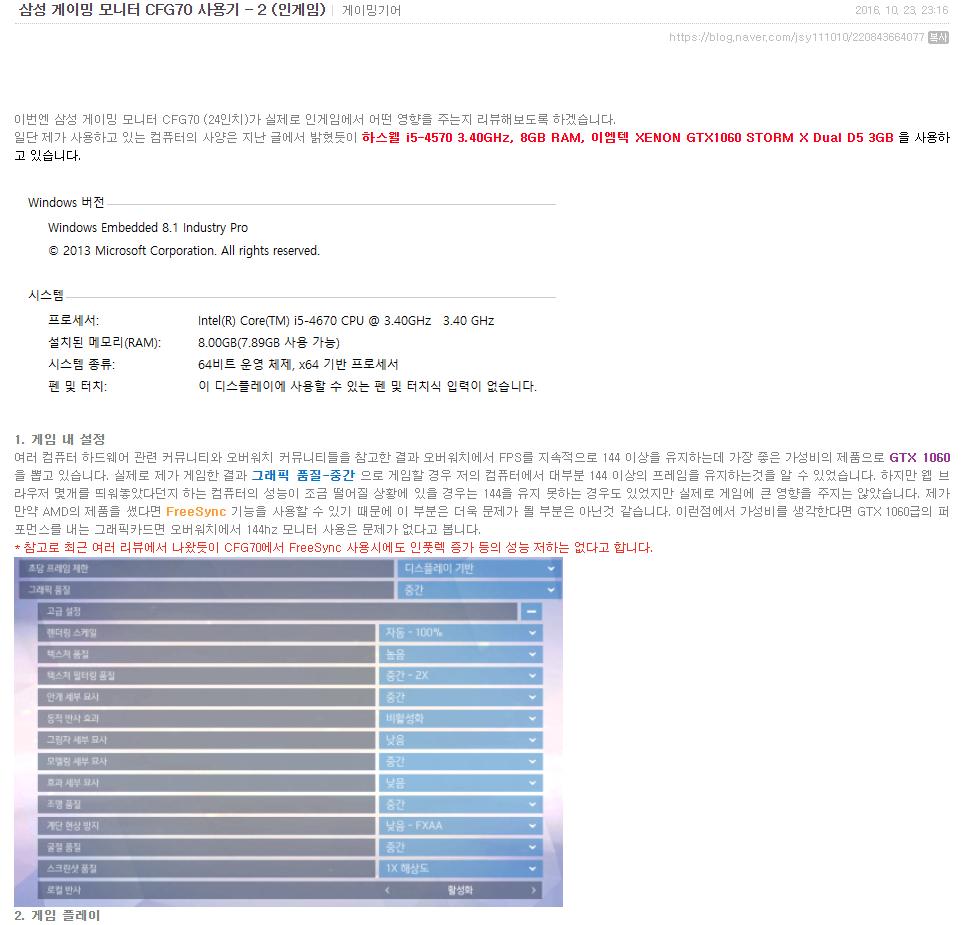 삼성 게이밍 모니터 CFG70 사용기 - 2 (인게임) | 게이밍기어 2016. 10. 23. 23:16
https://blog.naver.com/jsy111010/220843664077 복사
이번엔 삼성 게이밍 모니터 CFG70 (24인치)가 실제로 인게임에서 어떤 영향을 주는지 리뷰해보도록 하겠습니다.
일단 제가 사용하고 있는 컴퓨터의 사양은 지난 글에서 밝혔듯이 하스웰 i5-4570 3.40GHz, 8GB RAM, 이엠텍 XENON GTX1060 STORM X Dual D5 3GB 을 사용하
고 있습니다.
Windows 버전
Windows Embedded 8.1 Industry Pro
© 2013 Microsoft Corporation. All rights reserved.
시스템
프로세서: Intel(R) Core(TM) i5-4670 CPU @ 3.40GHz 3.40 GHz
설치된 메모리(RAM): 8.00GB(7.89GB 사용 가능)
시스템 종류: 64비트 운영 체제, x64 기반 프로세서
펜 및 터치: 이 디스플레이에 사용할 수 있는 펜 및 터치식 입력이 없습니다.
1. 게임 내 설정
여러 컴퓨터 하드웨어 관련 커뮤니티와 오버워치 커뮤니티들을 참고한 결과 오버워치에서 FPS를 지속적으로 144 이상을 유지하는데 가장 좋은 가성비의 제품으로 GTX 1060
을 뽑고 있습니다. 실제로 제가 게임한 결과 그래픽 품질-중간 으로 게임할 경우 저의 컴퓨터에서 대부분 144 이상의 프레임을 유지하는것을 알 수 있었습니다. 하지만 웹 브
라우저 몇개를 띄워놓았다던지 하는 컴퓨터의 성능이 조금 떨어질 상황에 있을 경우는 144를 유지 못하는 경우도 있었지만 실제로 게임에 큰 영향을 주지는 않았습니다. 제가
만약 AMD의 제품을 썼다면 FreeSync 기능을 사용할 수 있기 때문에 이 부분은 더욱 문제가 될 부분은 아닌것 같습니다. 이런점에서 가성비를 생각한다면 GTX 1060급의 퍼
포먼스를 내는 그래픽카드면 오버워치에서 144hz 모니터 사용은 문제가 없다고 봅니다.
* 참고로 최근 여러 리뷰에서 나왔듯이 CFG70에서 FreeSync 사용시에도 인풋렉 증가 등의 성능 저하는 없다고 합니다.
초당 프레임 제한 디스플레이 기반
그래픽 품질 중간
고급 설정
렌더링 스케일 자동 - 100%
텍스처 품질 높음
텍스처 필터링 품질 중간 - 2X
안개 세부 묘사 중간
동적 반사 효과 비활성화
그림자 세부 묘사 낮음
모델링 세부 묘사 중간
효과 세부 묘사 낮음
조명 품질 중간
계단 현상 방지 낮음 - FXAA
굴절 품질 중간
스크린샷 품질 1X 해상도
로컬 반사 < 활성화 >
2. 게임 플레이